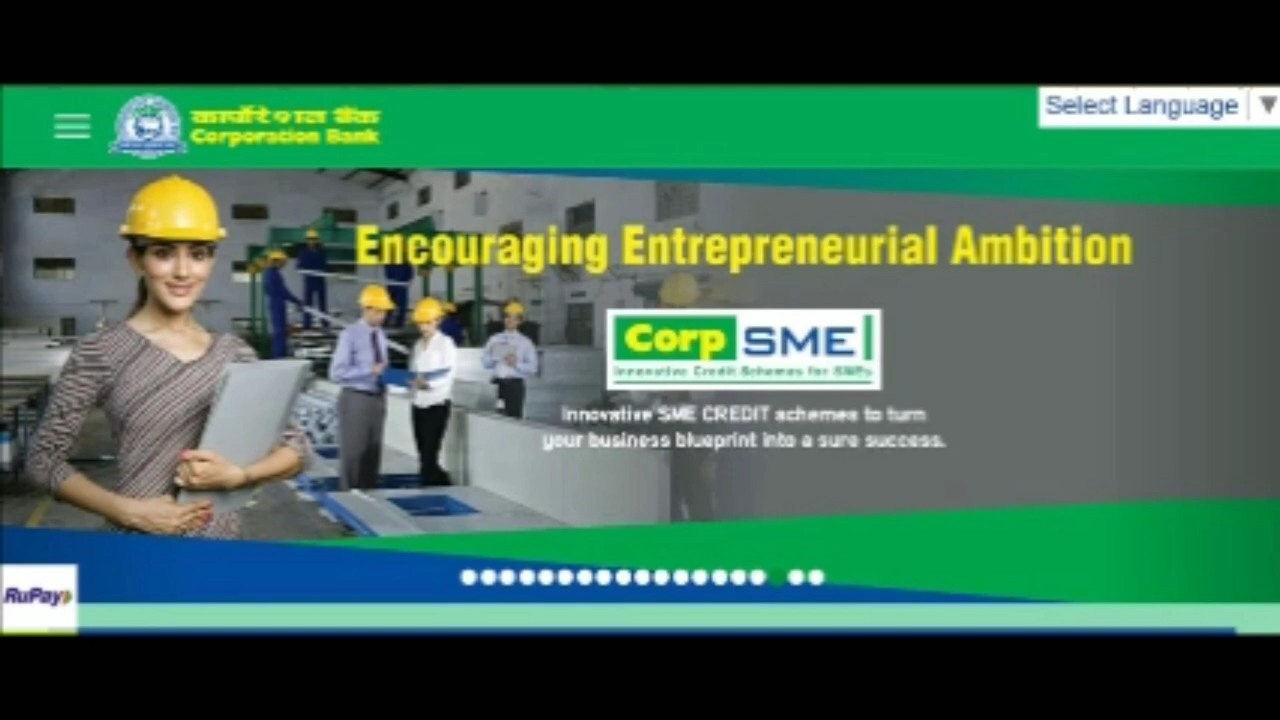 कार्पोरेशन बैंक
Corporation Bank
Select Language
Encouraging Entrepreneurial Ambition
Corp SME
Innovative Credit Schemes for SMEs
Innovative SME CREDIT schemes to turn
your business blueprint into a sure success.
RuPay